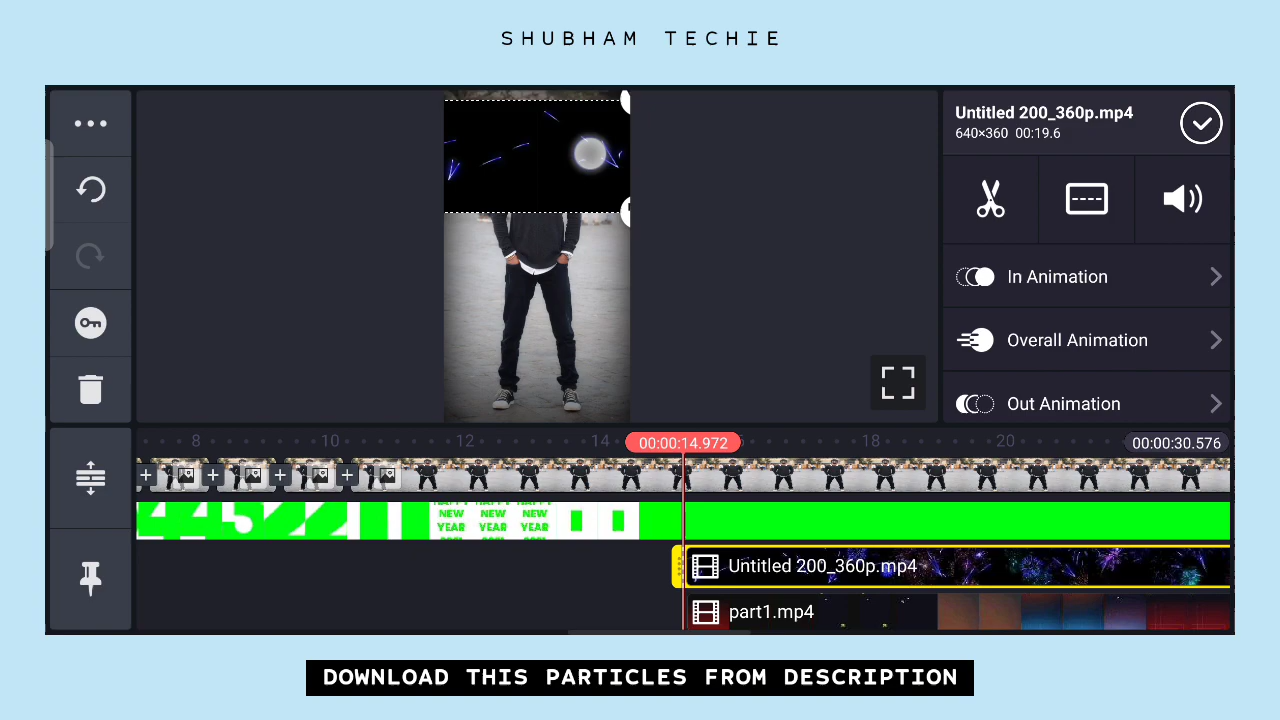 SHUBHAM TECHIE
Untitled 200_360p.mp4
640×360 00:19.6
In Animation
Overall Animation
Out Animation
8 10 12 14 00:00:14.972 18 20 00:00:30.576
NEW NEW NEW
YEAR YEAR YEAR
Untitled 200_360p.mp4
part1.mp4
DOWNLOAD THIS PARTICLES FROM DESCRIPTION